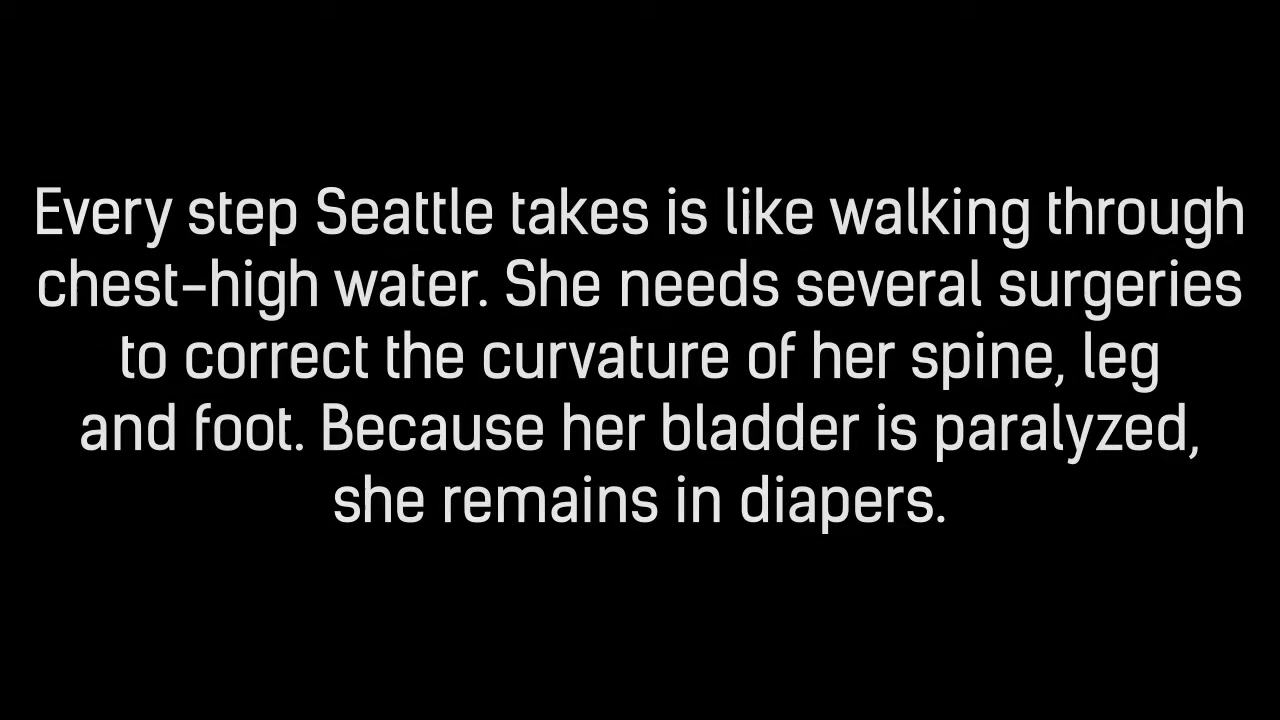 Every step Seattle takes is like walking through
chest-high water. She needs several surgeries
to correct the curvature of her spine, leg
and foot. Because her bladder is paralyzed,
she remains in diapers.